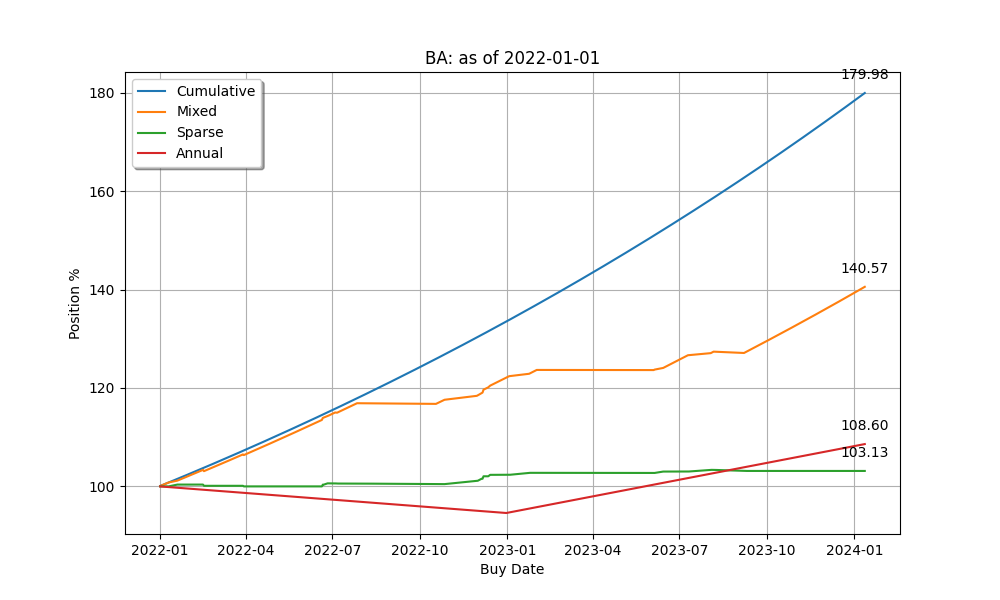 BA: as of 2022-01-01
179.98
Cumulative
Mixed
Sparse
Annual
180
160
140
120
100
140.57
108.60
103.13
Position %
2022-01 2022-04 2022-07 2022-10 2023-01 2023-04 2023-07 2023-10 2024-01
Buy Date